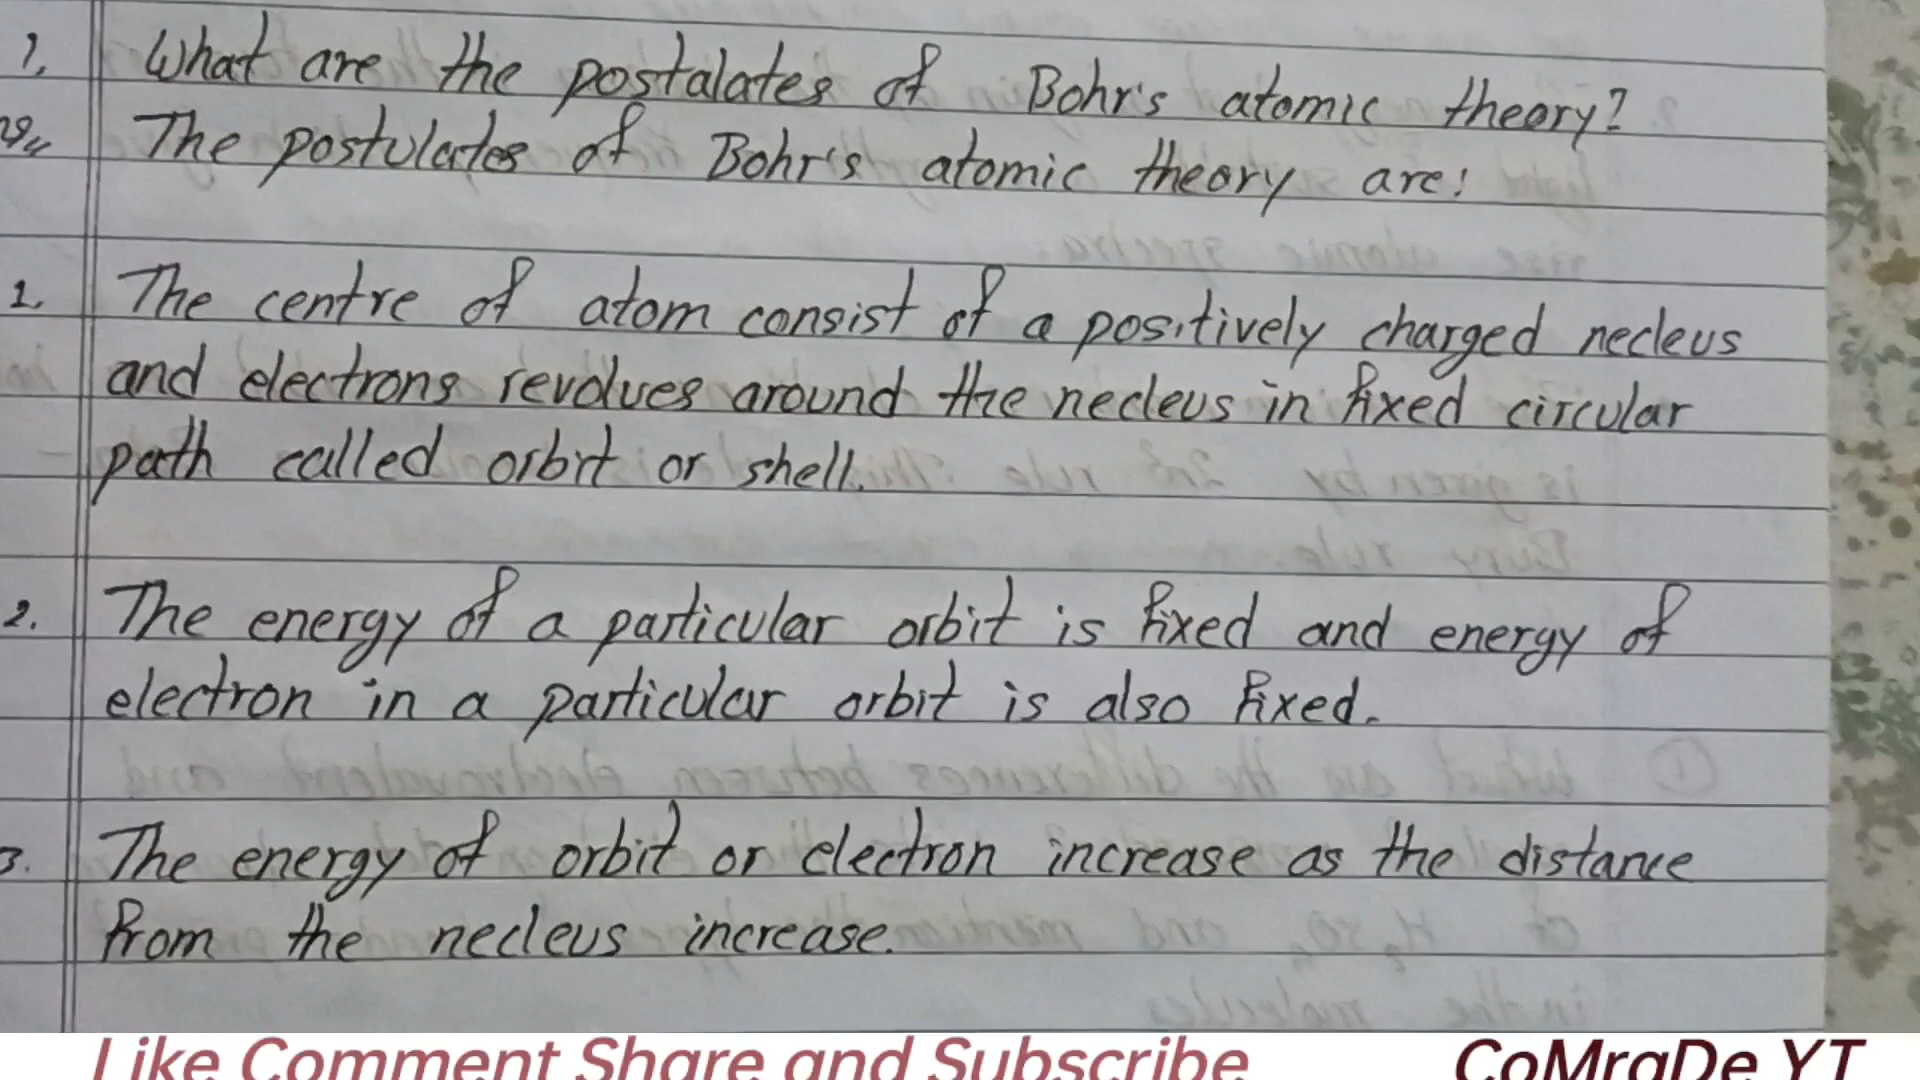 1. What are the postalates of Bohr's atomic theory?
The postulates of Bohr's atomic theory are:
1. The centre of atom consist of a positively charged necleus
and electrons revolves around the necleus in fixed circular
path called orbit or shell.
2. The energy of a particular orbit is fixed and energy of
electron in a particular orbit is also fixed.
3. The energy of orbit or electron increase as the distance
from the necleus increase.
Like Comment Share and Subscribe CoMraDe YT